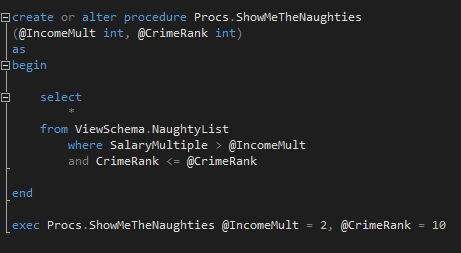 create or alter procedure Procs.ShowMeTheNaughties
(@IncomeMult int, @CrimeRank int)
as
begin
select
*
from ViewSchema.NaughtyList
where SalaryMultiple > @IncomeMult
and CrimeRank <= @CrimeRank
end
exec Procs.ShowMeTheNaughties @IncomeMult = 2, @CrimeRank = 10